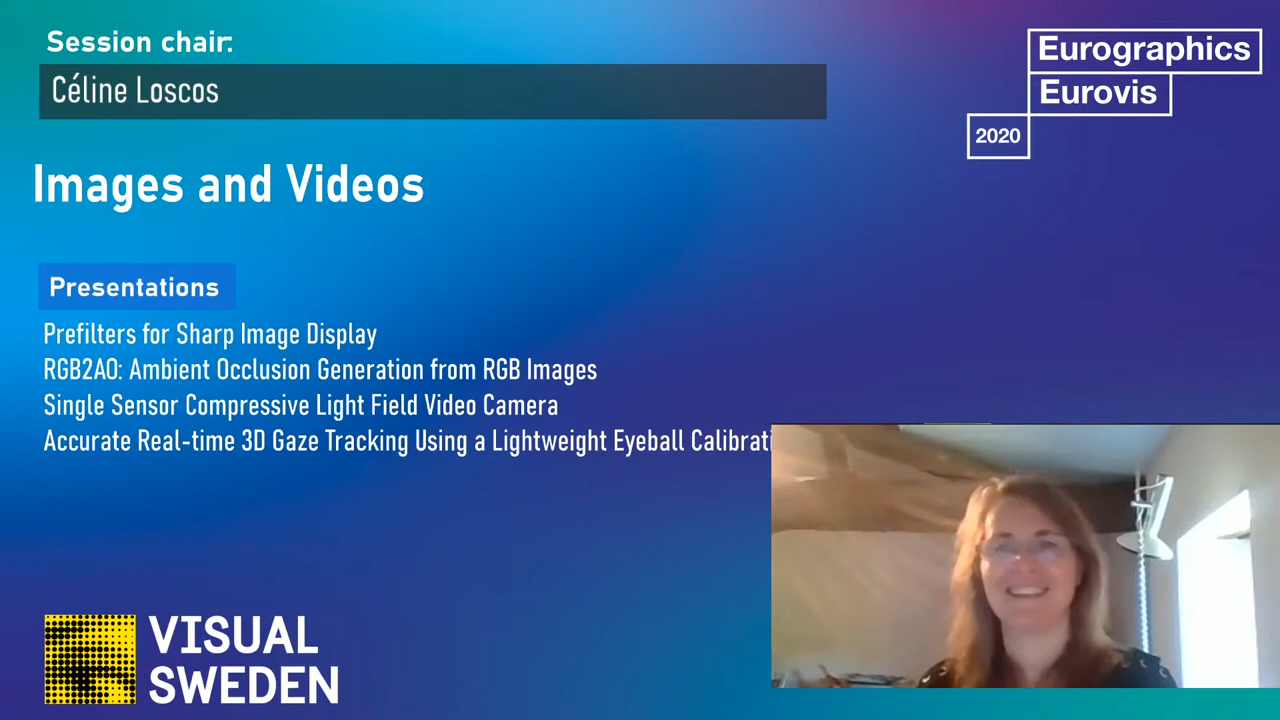 Session chair:
Céline Loscos
Eurographics
Eurovis
2020
Images and Videos
Presentations
Prefilters for Sharp Image Display
RGB2AO: Ambient Occlusion Generation from RGB Images
Single Sensor Compressive Light Field Video Camera
Accurate Real-time 3D Gaze Tracking Using a Lightweight Eyeball Calibrati
VISUAL
SWEDEN